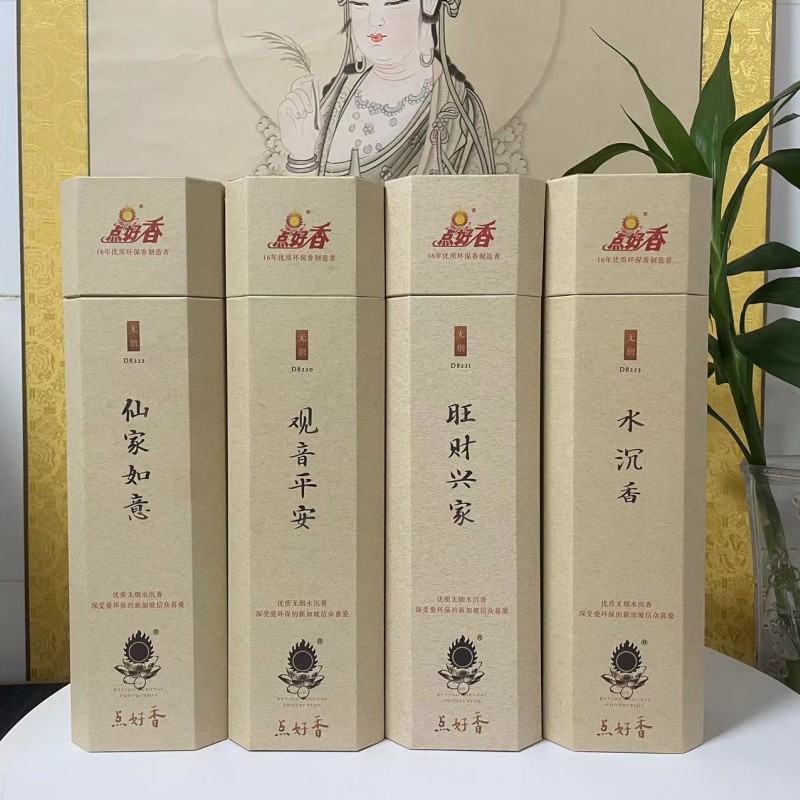 点好香®
16年优质环保香制造者
无烟
D8222
仙家如意
优质无烟水沉香
深受爱环保的新加坡信众喜爱
®
ENVIRONMENTAL
PROTECTION
点好香
点好香®
16年优质环保香制造者
无烟
D8220
观音平安
优质无烟水沉香
深受爱环保的新加坡信众喜爱
®
ENVIRONMENTAL
PROTECTION
点好香
点好香®
16年优质环保香制造者
无烟
D8221
旺财兴家
优质无烟水沉香
深受爱环保的新加坡信众喜爱
®
ENVIRONMENTAL
PROTECTION
点好香
点好香®
16年优质环保香制造者
无烟
D8223
水沉香
优质无烟水沉香
深受爱环保的新加坡信众喜爱
®
ENVIRONMENTAL
PROTECTION
点好香